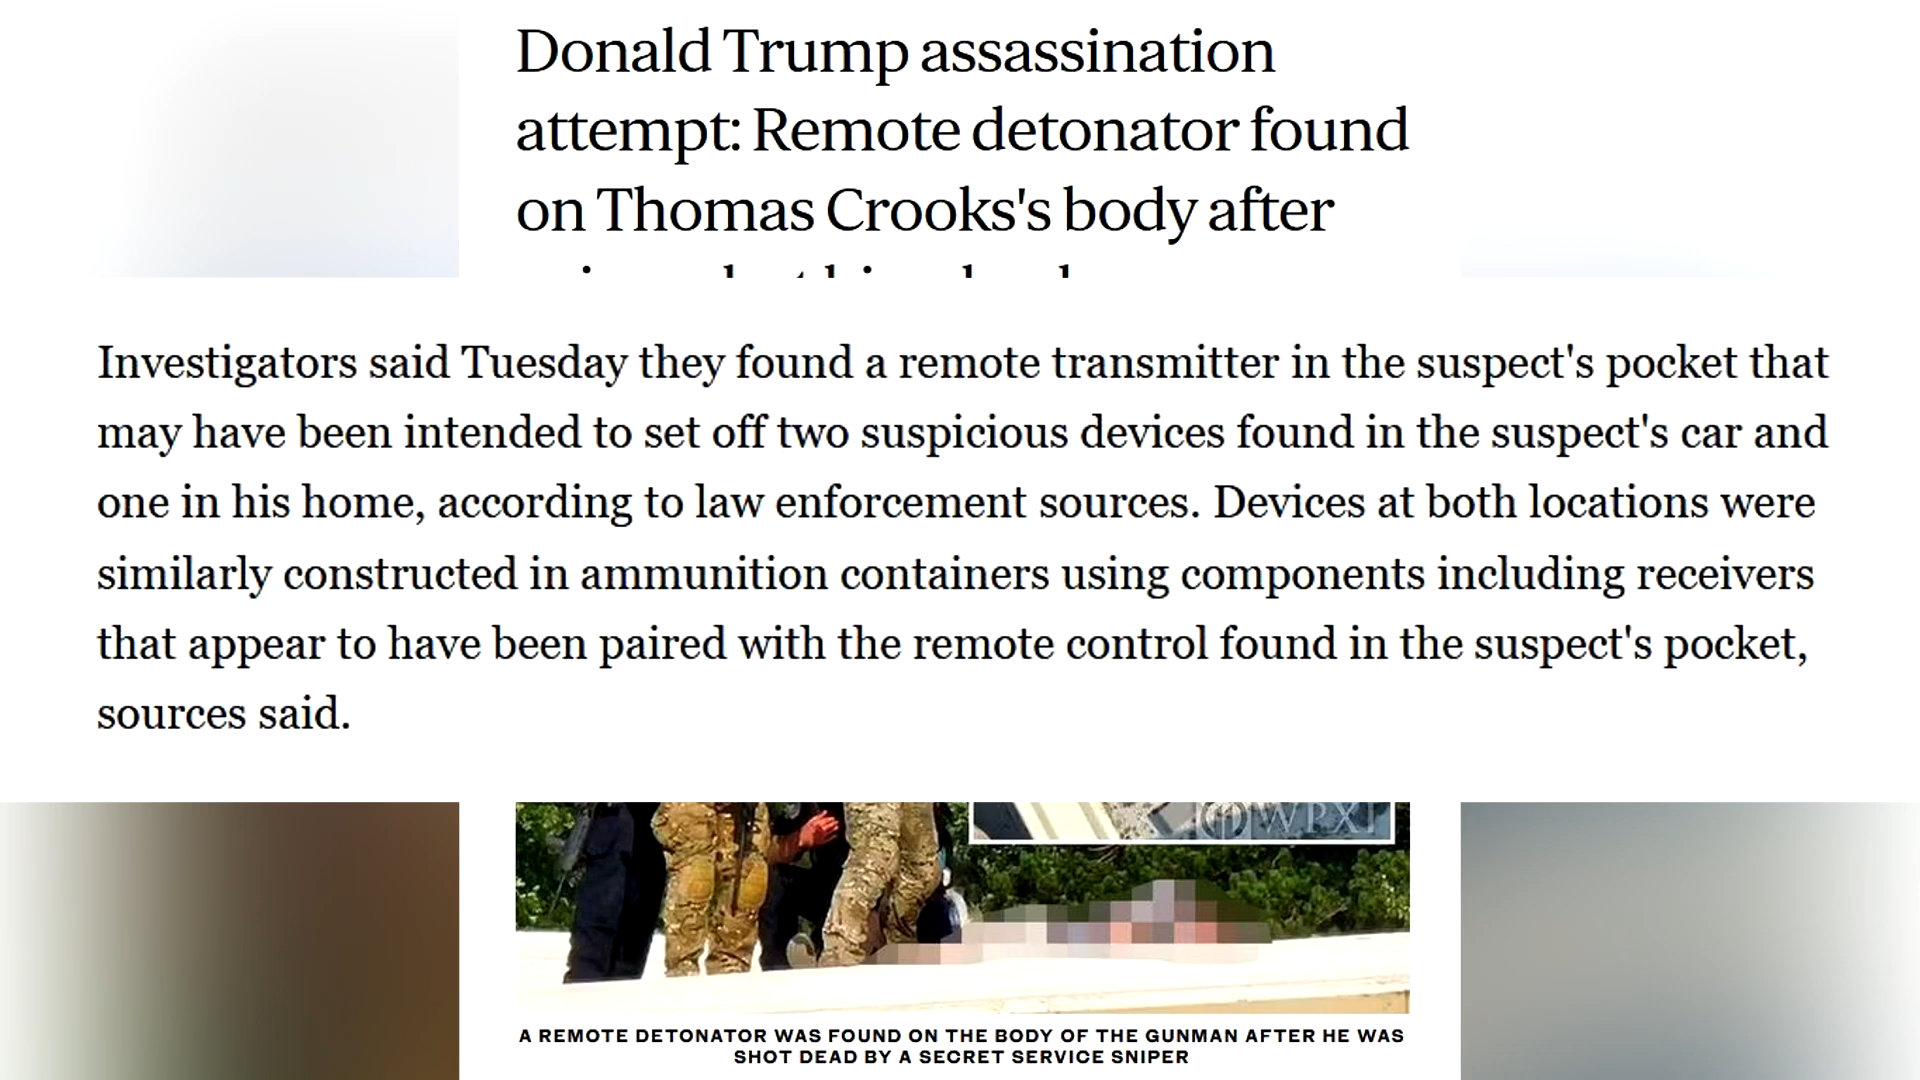 Donald Trump assassination
attempt: Remote detonator found
on Thomas Crooks's body after
Investigators said Tuesday they found a remote transmitter in the suspect's pocket that
may have been intended to set off two suspicious devices found in the suspect's car and
one in his home, according to law enforcement sources. Devices at both locations were
similarly constructed in ammunition containers using components including receivers
that appear to have been paired with the remote control found in the suspect's pocket,
sources said.
WPXI
A REMOTE DETONATOR WAS FOUND ON THE BODY OF THE GUNMAN AFTER HE WAS
SHOT DEAD BY A SECRET SERVICE SNIPER